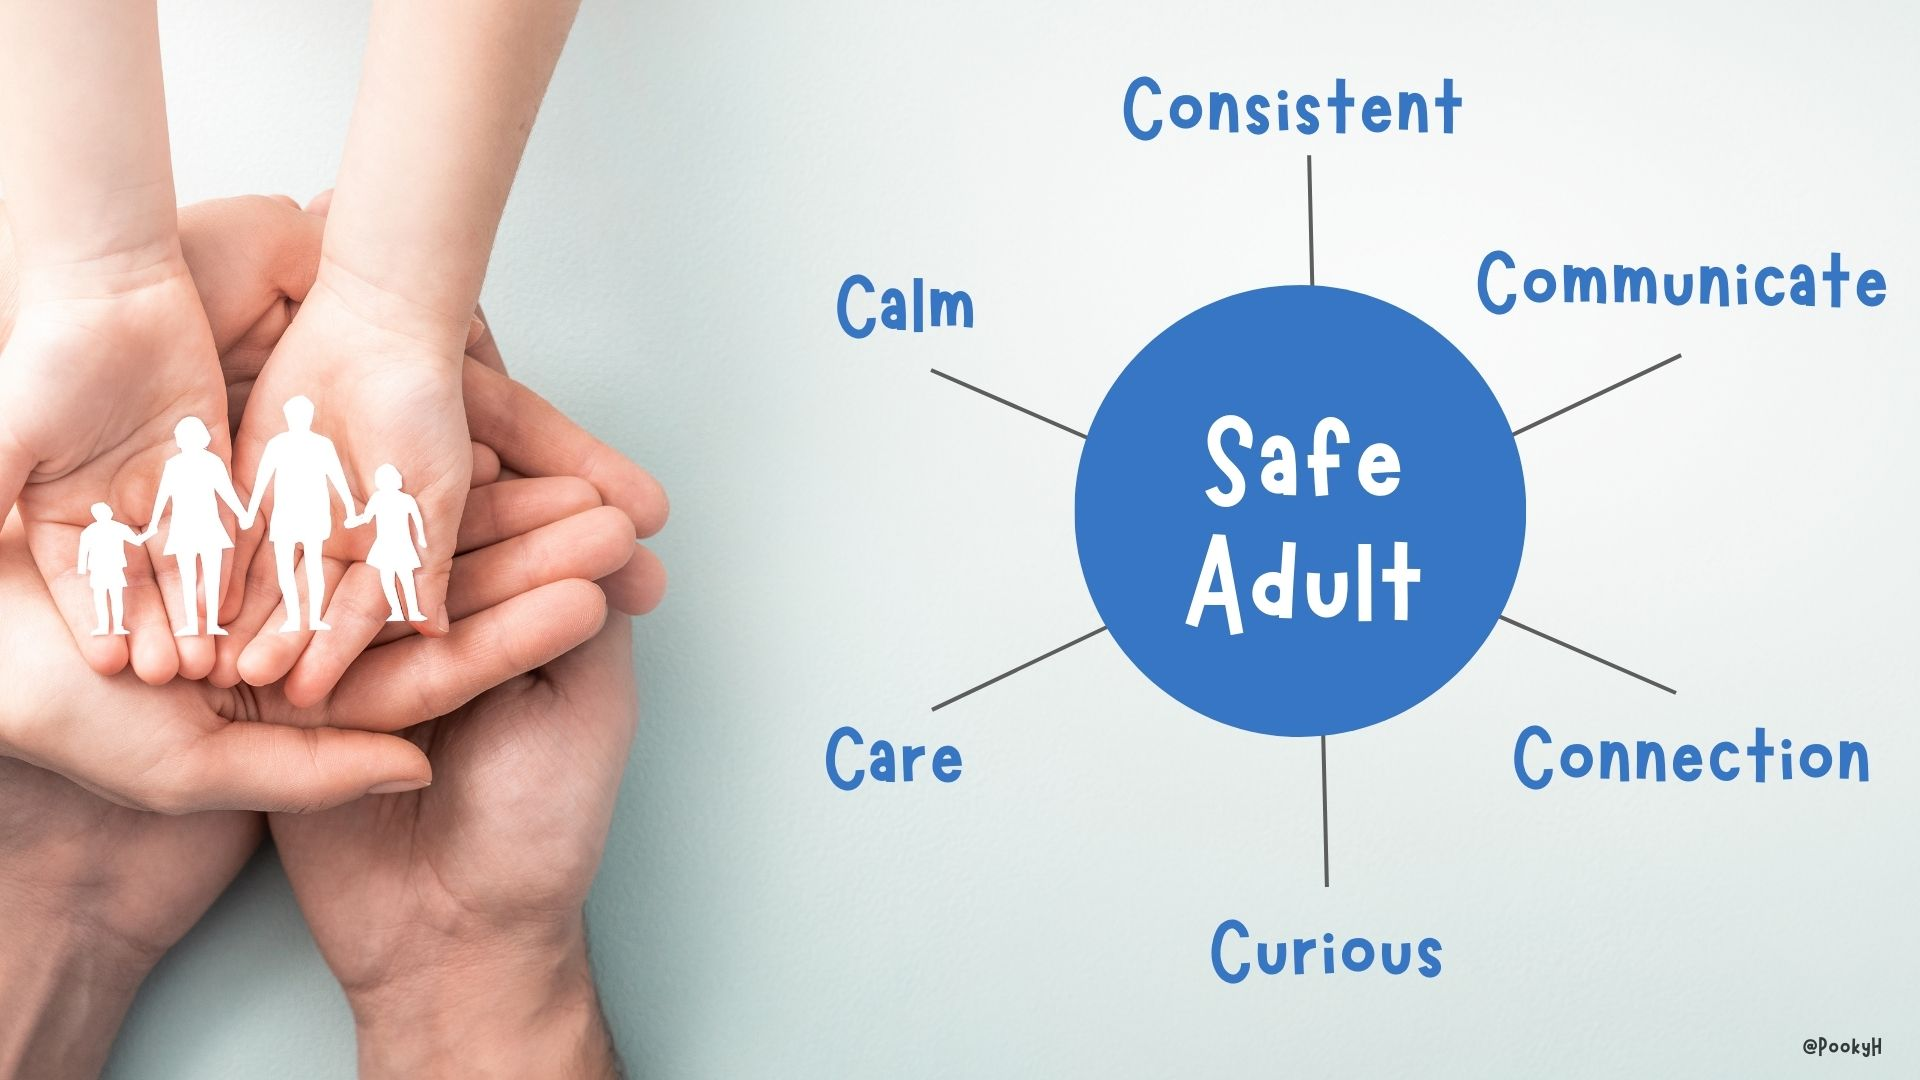 Consistent
Communicate
Calm
Safe
Adult
Care
Connection
Curious
@PookyH